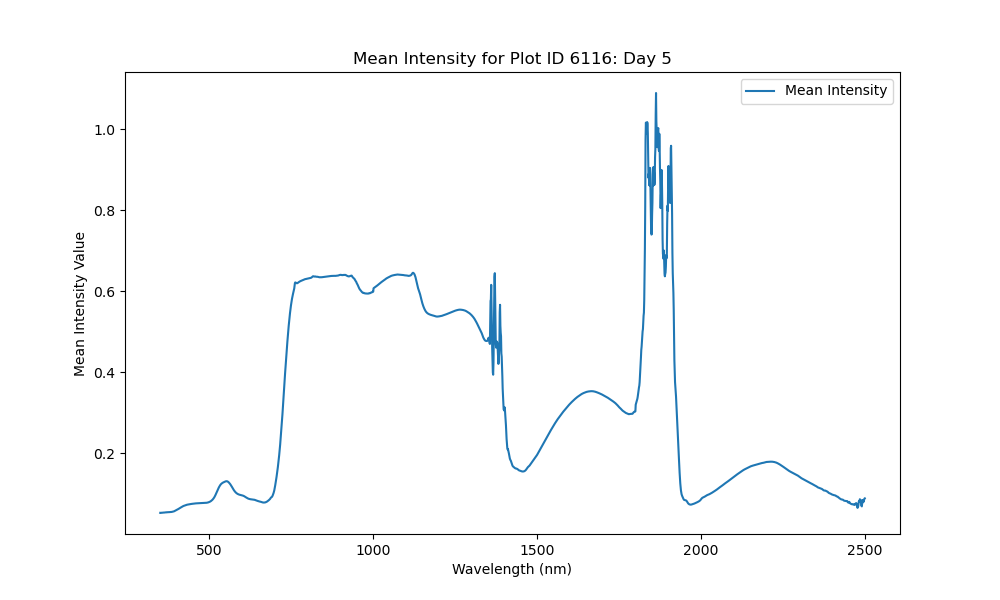 Mean Intensity for Plot ID 6116: Day 5
Mean Intensity
Mean Intensity Value
1.0
0.8
0.6
0.4
0.2
500 1000 1500 2000 2500
Wavelength (nm)